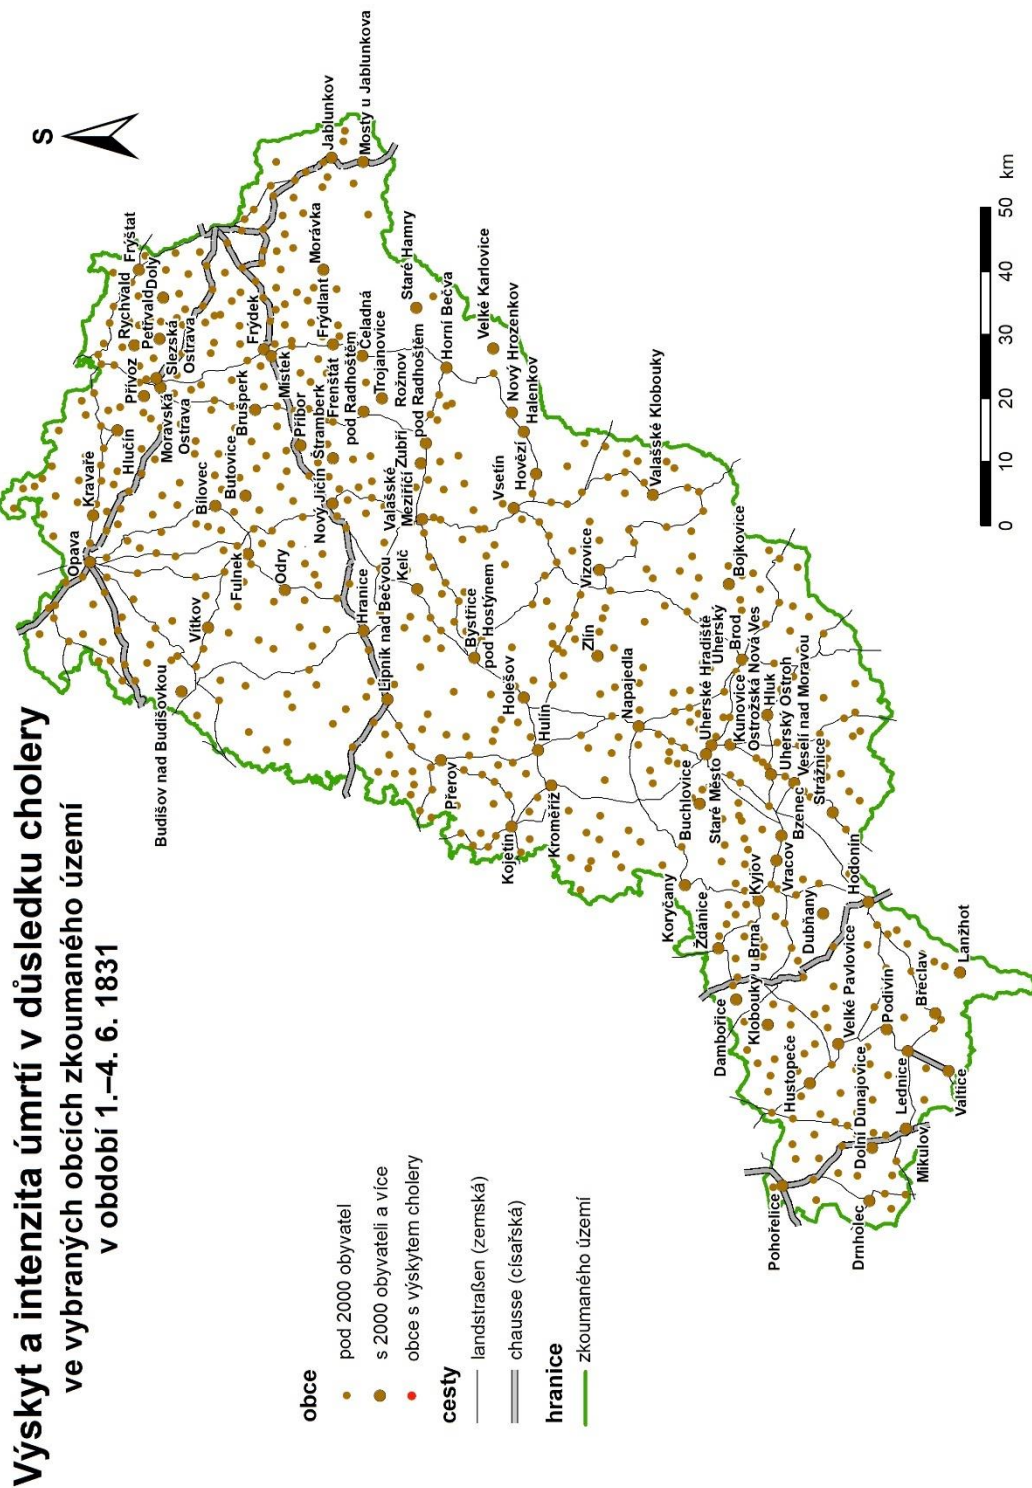 Výskyt a intenzita úmrtí v důsledku cholery
ve vybraných obcích zkoumaného území
v období 1.–4. 6. 1831
S
obce
pod 2000 obyvatel
s 2000 obyvateli a více
obce s výskytem cholery
cesty
landstraßen (zemská)
chausse (císařská)
hranice
zkoumaného území
Opava
Kravaře
Hlučín
Přívoz
Rychvald
Petřvald
Doly
Fryštat
Slezská
Ostrava
Moravská
Ostrava
Budišov nad Budišovkou
Vítkov
Bílovec
Butovice
Brušperk
Fulnek
Odry
Frýdek
Místek
Příbor
Štramberk
Nový Jičín
Frenštát
pod Radhoštěm
Frýdlant
Morávka
Jablunkov
Mosty u Jablunkova
Čeladná
Trojanovice
Staré Hamry
Hranice
Lipník nad Bečvou
Kelč
Valašské
Meziříčí
Zubří
Rožnov
pod Radhoštěm
Horní Bečva
Velké Karlovice
Nový Hrozenkov
Halenkov
Hovězí
Vsetín
Bystřice
pod Hostýnem
Holešov
Hulín
Přerov
Kojetín
Kroměříž
Vizovice
Zlín
Valašské Klobouky
Napajedla
Bojkovice
Uherské Hradiště
Uherský
Brod
Kunovice
Ostrožská Nová Ves
Hluk
Uherský Ostroh
Veselí nad Moravou
Strážnice
Buchlovice
Staré Město
Bzenec
Vracov
Koryčany
Ždánice
Kyjov
Dubňany
Hodonín
Dambořice
Klobouky u Brna
Hustopeče
Velké Pavlovice
Podivín
Břeclav
Lanžhot
Dolní Dunajovice
Lednice
Valtice
Mikulov
Pohořelice
Drnholec
0 10 20 30 40 50 km